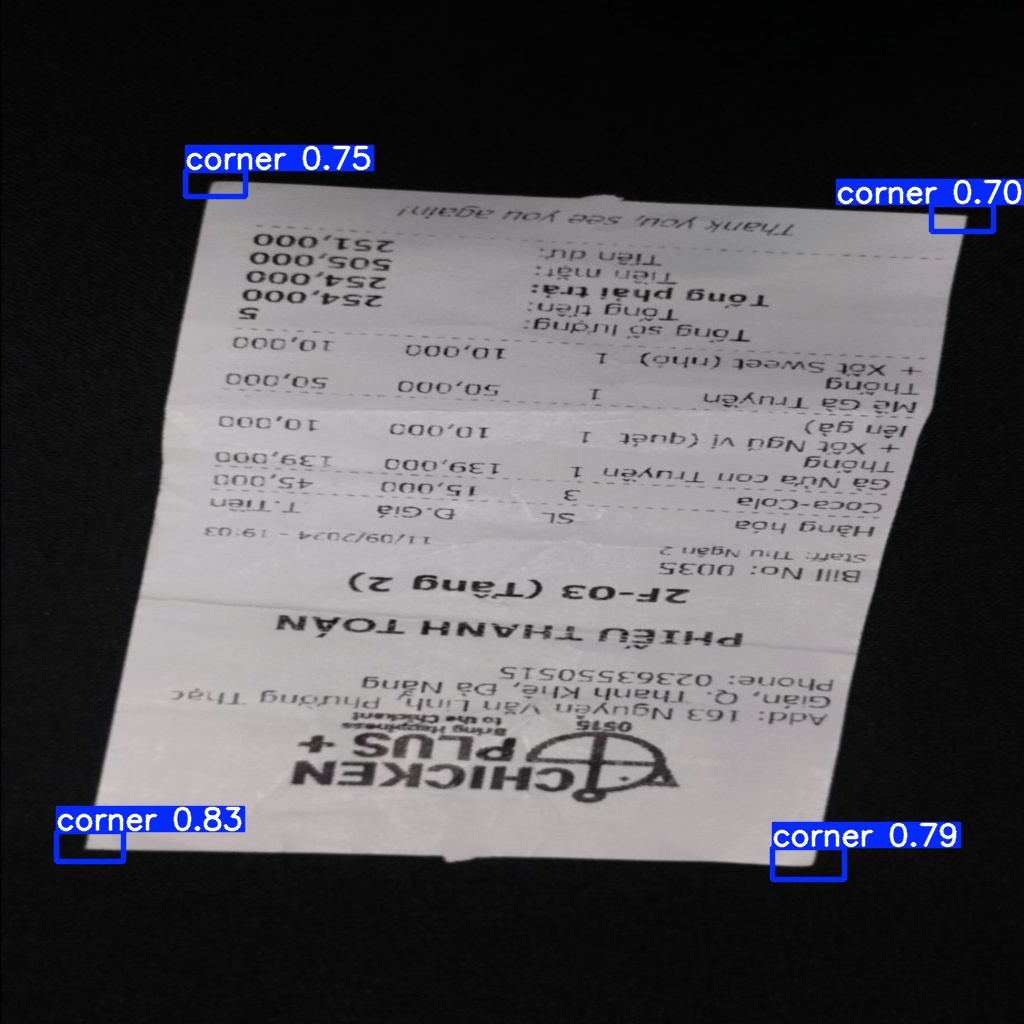 corner 0.75
corner 0.70
corner 0.83
corner 0.79
CHICKEN
PLUS+
Bring Happiness
to the Chickent
0515
Add: 163 Nguyễn Văn Linh, Phường Thạc
Gián, Q. Thanh Khê, Đà Nẵng
Phone: 02363550515
PHIẾU THANH TOÁN
2F-03 (Tầng 2)
Bill No: 0035
Staff: Thu Ngân 2 11/09/2024 - 19:03
Hàng hóa SL Đ.Giá T.Tiền
Coca-Cola 3 15,000 45,000
Gà Nửa con Truyền 1 139,000 139,000
Thống
+ Xốt Ngũ vị (quét 1 10,000 10,000
lên gà)
Mề Gà Truyền 1 50,000 50,000
Thống
+ Xốt Sweet (nhỏ) 1 10,000 10,000
Tổng số lượng: 5
Tổng tiền: 254,000
Tổng phải trả: 254,000
Tiền mặt: 505,000
Tiền dư: 251,000
Thank you, see you again!